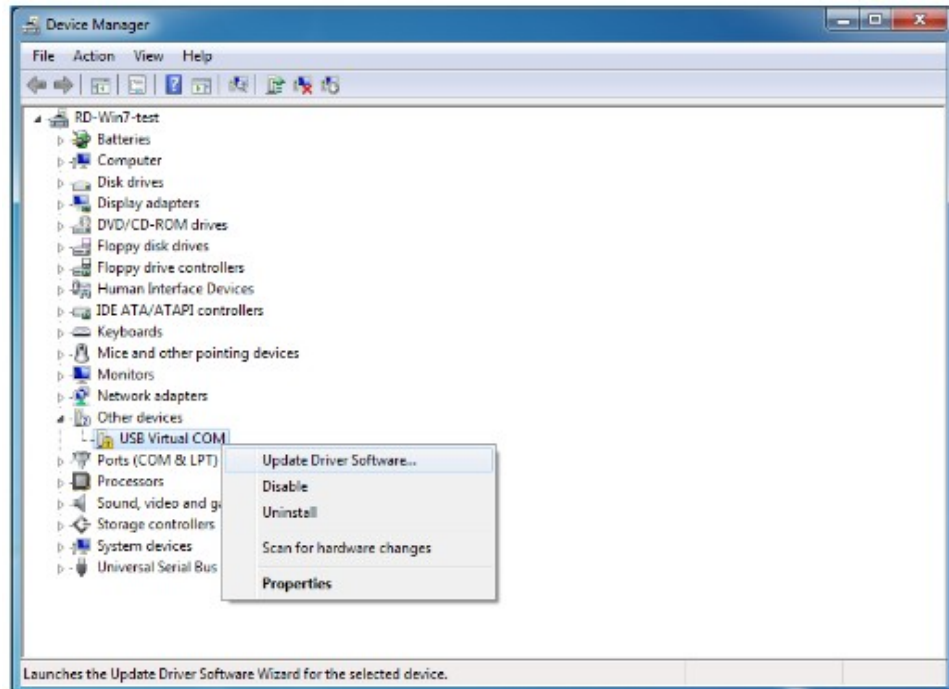 Device Manager
File Action View Help
RD-Win7-test
Batteries
Computer
Disk drives
Display adapters
DVD/CD-ROM drives
Floppy disk drives
Floppy drive controllers
Human Interface Devices
IDE ATA/ATAPI controllers
Keyboards
Mice and other pointing devices
Monitors
Network adapters
Other devices
USB Virtual COM
Ports (COM & LPT)
Processors
Sound, video and ga
Storage controllers
System devices
Universal Serial Bus
Update Driver Software...
Disable
Uninstall
Scan for hardware changes
Properties
Launches the Update Driver Software Wizard for the selected device.